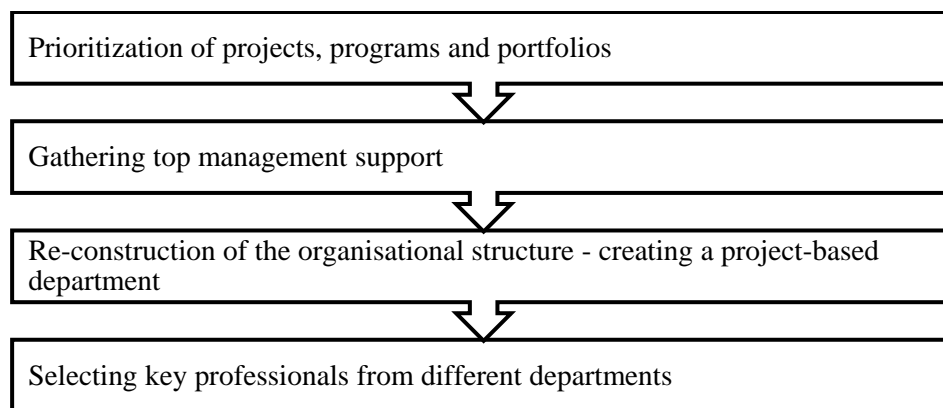 Prioritization of projects, programs and portfolios
Gathering top management support
Re-construction of the organisational structure - creating a project-based
department
Selecting key professionals from different departments